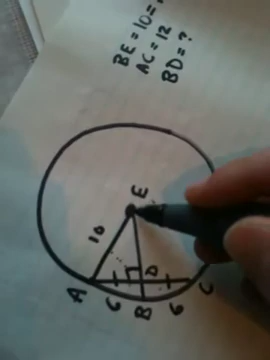 BE = 10 =
AC = 12
BD = ?
E
10
D
A
6
B
6
C